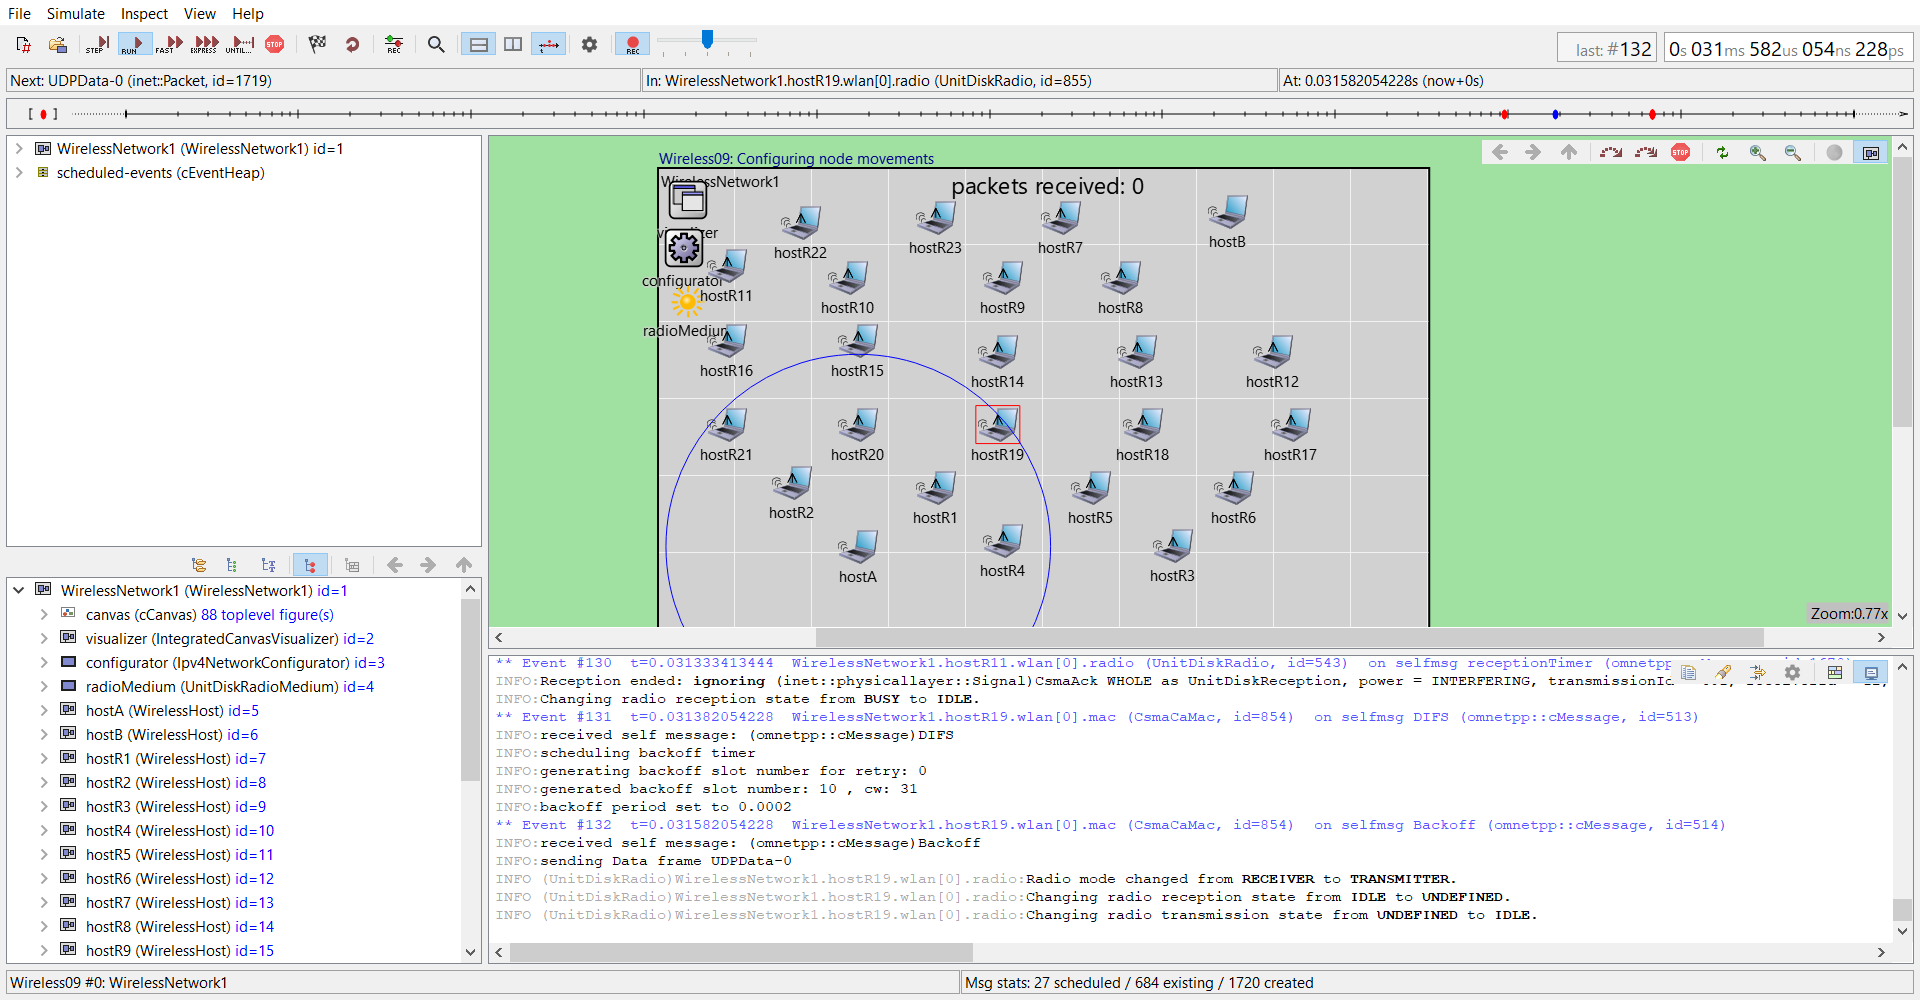 File Simulate Inspect View Help
STEP RUN FAST EXPRESS UNTIL... STOP REC REC
last: #132
0s 031ms 582us 054ns 228ps
Next: UDPData-0 (inet::Packet, id=1719)
In: WirelessNetwork1.hostR19.wlan[0].radio (UnitDiskRadio, id=855)
At: 0.031582054228s (now+0s)
WirelessNetwork1 (WirelessNetwork1) id=1
scheduled-events (cEventHeap)
WirelessNetwork1 (WirelessNetwork1) id=1
canvas (cCanvas) 88 toplevel figure(s)
visualizer (IntegratedCanvasVisualizer) id=2
configurator (Ipv4NetworkConfigurator) id=3
radioMedium (UnitDiskRadioMedium) id=4
hostA (WirelessHost) id=5
hostB (WirelessHost) id=6
hostR1 (WirelessHost) id=7
hostR2 (WirelessHost) id=8
hostR3 (WirelessHost) id=9
hostR4 (WirelessHost) id=10
hostR5 (WirelessHost) id=11
hostR6 (WirelessHost) id=12
hostR7 (WirelessHost) id=13
hostR8 (WirelessHost) id=14
hostR9 (WirelessHost) id=15
Wireless09: Configuring node movements
STOP
WirelessNetwork1
packets received: 0
visualizer
hostR22
hostR23
hostR7
hostB
configurator
hostR11
hostR10
hostR9
hostR8
radioMedium
hostR16
hostR15
hostR14
hostR13
hostR12
hostR21
hostR20
hostR19
hostR18
hostR17
hostR2
hostR1
hostR5
hostR6
hostA
hostR4
hostR3
Zoom:0.77x
** Event #130 t=0.031333413444 WirelessNetwork1.hostR11.wlan[0].radio (UnitDiskRadio, id=543) on selfmsg receptionTimer
INFO:Reception ended: ignoring (inet::physicallayer::Signal)CsmaAck WHOLE as UnitDiskReception, power = INTERFERING,
INFO:Changing radio reception state from BUSY to IDLE.
** Event #131 t=0.031382054228 WirelessNetwork1.hostR19.wlan[0].mac (CsmaCaMac, id=854) on selfmsg DIFS (omnetpp::cMessage, id=513)
INFO:received self message: (omnetpp::cMessage)DIFS
INFO:scheduling backoff timer
INFO:generating backoff slot number for retry: 0
INFO:generated backoff slot number: 10 , cw: 31
INFO:backoff period set to 0.0002
** Event #132 t=0.031582054228 WirelessNetwork1.hostR19.wlan[0].mac (CsmaCaMac, id=854) on selfmsg Backoff (omnetpp::cMessage, id=514)
INFO:received self message: (omnetpp::cMessage)Backoff
INFO:sending Data frame UDPData-0
INFO (UnitDiskRadio)WirelessNetwork1.hostR19.wlan[0].radio:Radio mode changed from RECEIVER to TRANSMITTER.
INFO (UnitDiskRadio)WirelessNetwork1.hostR19.wlan[0].radio:Changing radio reception state from IDLE to UNDEFINED.
INFO (UnitDiskRadio)WirelessNetwork1.hostR19.wlan[0].radio:Changing radio transmission state from UNDEFINED to IDLE.
Wireless09 #0: WirelessNetwork1
Msg stats: 27 scheduled / 684 existing / 1720 created